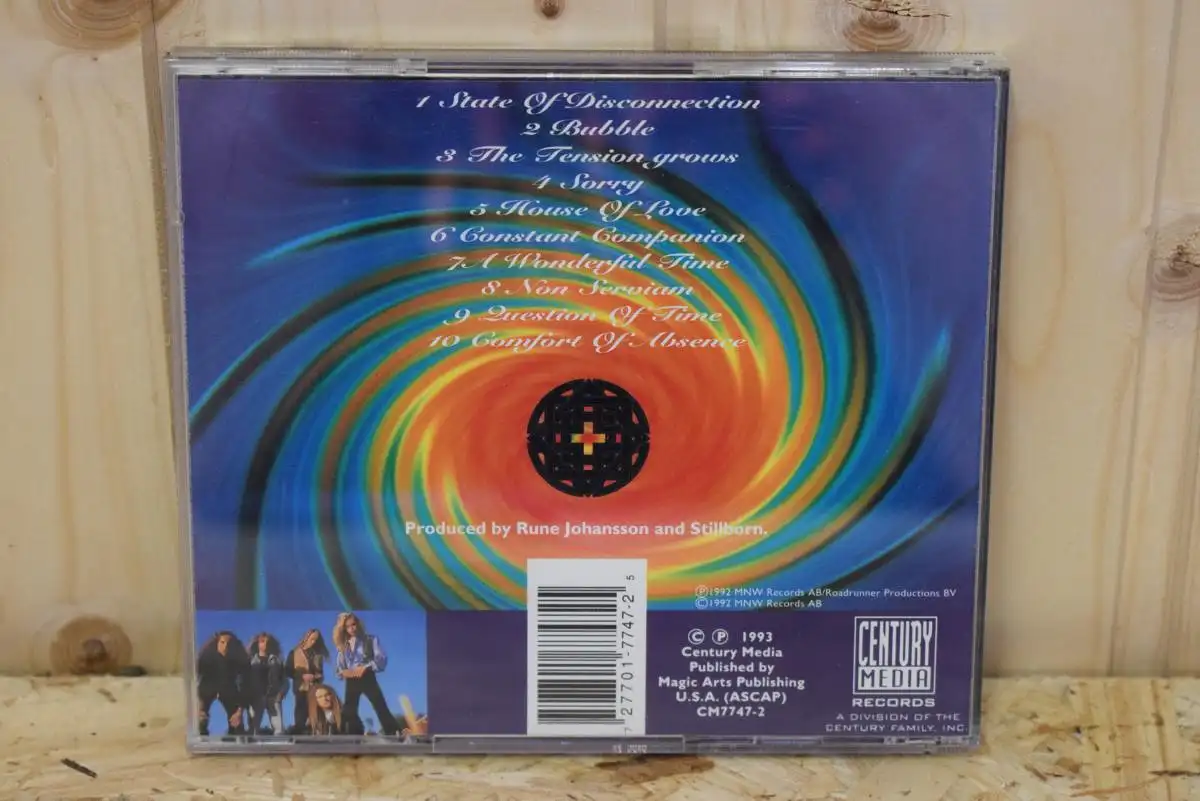 1 State Of Disconnection
2 Bubble
3 The Tension grows
4 Sorry
5 House Of Love
6 Constant Companion
7 A Wonderful Time
8 Non Serviam
9 Question Of Time
10 Comfort Of Absence
Produced by Rune Johansson and Stillborn.
Ⓟ1992 MNW Records AB/Roadrunner Productions BV
©1992 MNW Records AB
© Ⓟ 1993
Century Media
Published by
Magic Arts Publishing
U.S.A. (ASCAP)
CM7747-2
7 27701-7747-2 5
CENTURY
MEDIA
RECORDS
A DIVISION OF THE
CENTURY FAMILY, INC.